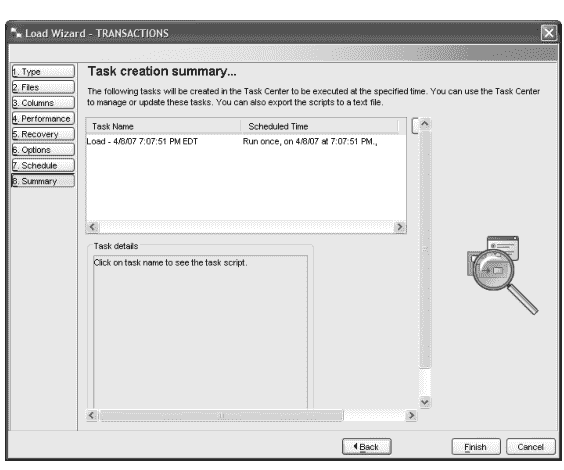 Load Wizard - TRANSACTIONS
1. Type
2. Files
3. Columns
4. Performance
5. Recovery
6. Options
7. Schedule
8. Summary
Task creation summary...
The following tasks will be created in the Task Center to be executed at the specified time. You can use the Task Center
to manage or update these tasks. You can also export the scripts to a text file.
Task Name Scheduled Time
Load - 4/8/07 7:07:51 PM EDT Run once, on 4/8/07 at 7:07:51 PM.,
Task details
Click on task name to see the task script.
Back Finish Cancel